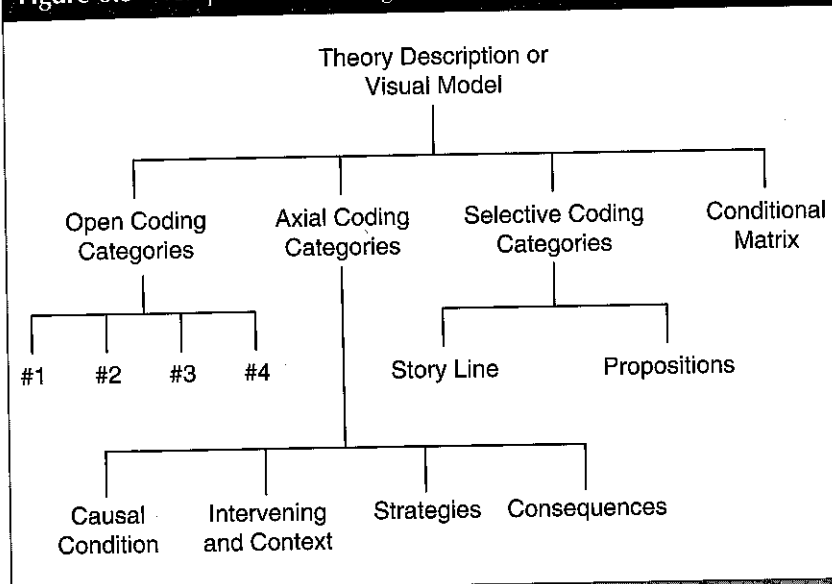 Theory Description or
Visual Model
Open Coding
Categories
Axial Coding
Categories
Selective Coding
Categories
Conditional
Matrix
#1 #2 #3 #4
Story Line
Propositions
Causal
Condition
Intervening
and Context
Strategies
Consequences